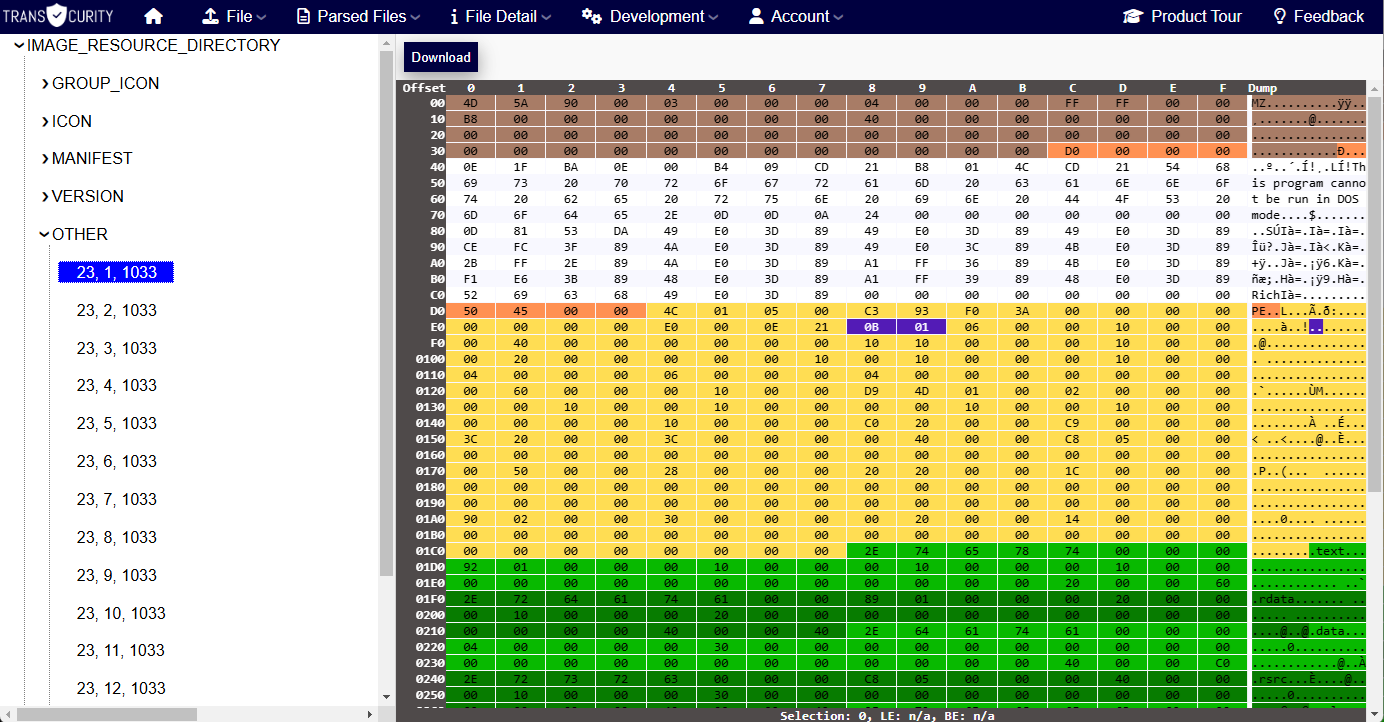 TRANSCURITY File Parsed Files File Detail Development Account Product Tour Feedback
IMAGE_RESOURCE_DIRECTORY
GROUP_ICON
ICON
MANIFEST
VERSION
OTHER
23, 1, 1033
23, 2, 1033
23, 3, 1033
23, 4, 1033
23, 5, 1033
23, 6, 1033
23, 7, 1033
23, 8, 1033
23, 9, 1033
23, 10, 1033
23, 11, 1033
23, 12, 1033
Download
Offset 0 1 2 3 4 5 6 7 8 9 A B C D E F Dump
00 4D 5A 90 00 03 00 00 00 04 00 00 00 FF FF 00 00 MZ..........ÿÿ..
10 B8 00 00 00 00 00 00 00 40 00 00 00 00 00 00 00 ........@.......
20 00 00 00 00 00 00 00 00 00 00 00 00 00 00 00 00 ................
30 00 00 00 00 00 00 00 00 00 00 00 00 D0 00 00 00 ............Ð...
40 0E 1F BA 0E 00 B4 09 CD 21 B8 01 4C CD 21 54 68 ..º..´.Í!¸.LÍ!Th
50 69 73 20 70 72 6F 67 72 61 6D 20 63 61 6E 6E 6F is program canno
60 74 20 62 65 20 72 75 6E 20 69 6E 20 44 4F 53 20 t be run in DOS
70 6D 6F 64 65 2E 0D 0D 0A 24 00 00 00 00 00 00 00 mode....$.......
80 0D 81 53 DA 49 E0 3D 89 49 E0 3D 89 49 E0 3D 89 ..SÚIà=.Ià=.Ià=.
90 CE FC 3F 89 4A E0 3D 89 49 E0 3C 89 4B E0 3D 89 Îü?.Jà=.Ià<.Kà=.
A0 2B FF 2E 89 4A E0 3D 89 A1 FF 36 89 4B E0 3D 89 +ÿ..Jà=.¡ÿ6.Kà=.
B0 F1 E6 3B 89 48 E0 3D 89 A1 FF 39 89 48 E0 3D 89 ñæ;.Hà=.¡ÿ9.Hà=.
C0 52 69 63 68 49 E0 3D 89 00 00 00 00 00 00 00 00 RichIà=.........
D0 50 45 00 00 4C 01 05 00 C3 93 F0 3A 00 00 00 00 PE..L...Ã.ð:....
E0 00 00 00 00 E0 00 0E 21 0B 01 06 00 00 10 00 00 ....à..!........
F0 00 40 00 00 00 00 00 00 10 10 00 00 00 10 00 00 .@..............
0100 00 20 00 00 00 00 00 10 00 10 00 00 00 10 00 00 . ..............
0110 04 00 00 00 06 00 00 00 04 00 00 00 00 00 00 00 ................
0120 00 60 00 00 00 10 00 00 D9 4D 01 00 02 00 00 00 .`......ÙM......
0130 00 00 10 00 00 10 00 00 00 00 10 00 00 10 00 00 ................
0140 00 00 00 00 10 00 00 00 C0 20 00 00 C9 00 00 00 ........À ..É...
0150 3C 20 00 00 3C 00 00 00 00 40 00 00 C8 05 00 00 < ..<....@..È...
0160 00 00 00 00 00 00 00 00 00 00 00 00 00 00 00 00 ................
0170 00 50 00 00 28 00 00 00 20 20 00 00 1C 00 00 00 .P..(...  ......
0180 00 00 00 00 00 00 00 00 00 00 00 00 00 00 00 00 ................
0190 00 00 00 00 00 00 00 00 00 00 00 00 00 00 00 00 ................
01A0 90 02 00 00 30 00 00 00 00 20 00 00 14 00 00 00 ....0.... ......
01B0 00 00 00 00 00 00 00 00 00 00 00 00 00 00 00 00 ................
01C0 00 00 00 00 00 00 00 00 2E 74 65 78 74 00 00 00 .........text...
01D0 92 01 00 00 00 10 00 00 00 10 00 00 00 10 00 00 ................
01E0 00 00 00 00 00 00 00 00 00 00 00 00 20 00 00 60 ............ ..`
01F0 2E 72 64 61 74 61 00 00 89 01 00 00 00 20 00 00 .rdata....... ..
0200 00 10 00 00 00 20 00 00 00 00 00 00 00 00 00 00 ..... ..........
0210 00 00 00 00 40 00 00 40 2E 64 61 74 61 00 00 00 ....@..@.data...
0220 04 00 00 00 00 30 00 00 00 00 00 00 00 00 00 00 .....0..........
0230 00 00 00 00 00 00 00 00 00 00 00 00 40 00 00 C0 ............@..À
0240 2E 72 73 72 63 00 00 00 C8 05 00 00 00 40 00 00 .rsrc...È....@..
0250 00 10 00 00 00 30 00 00 00 00 00 00 00 00 00 00 .....0..........
Selection: 0, LE: n/a, BE: n/a